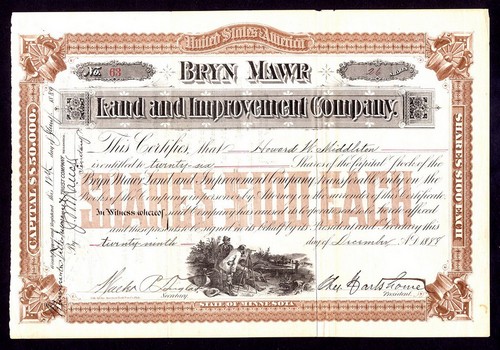 United States of America
No. 63
26
BRYN MAWR
Land and Improvement Company.
This Certifies, that Howard W. Middleton
is entitled to twenty six Shares of the Capital Stock of the
Bryn Mawr Land and Improvement Company transferable only on the
Books of the Company in person or by Attorney on the surrender of this certificate
In Witness whereof said Company has caused its corporate seal to be hereto affixed
and these presents to be signed on its behalf by its President and Secretary this
twenty ninth day of December A.D. 1888
SHARES $100 EACH
Secretary
President
STATE OF MINNESOTA
CAPITAL $350,000.
SHARES $100 EACH